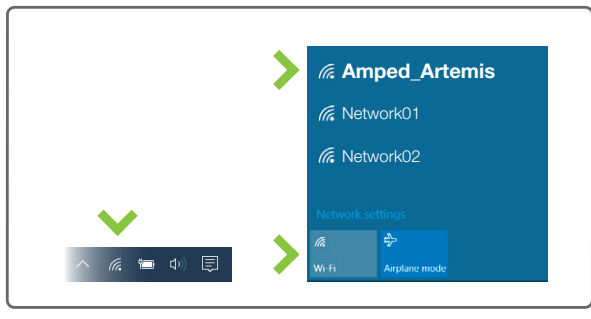 Amped_Artemis
Network01
Network02
Network settings
Wi-Fi
Airplane mode